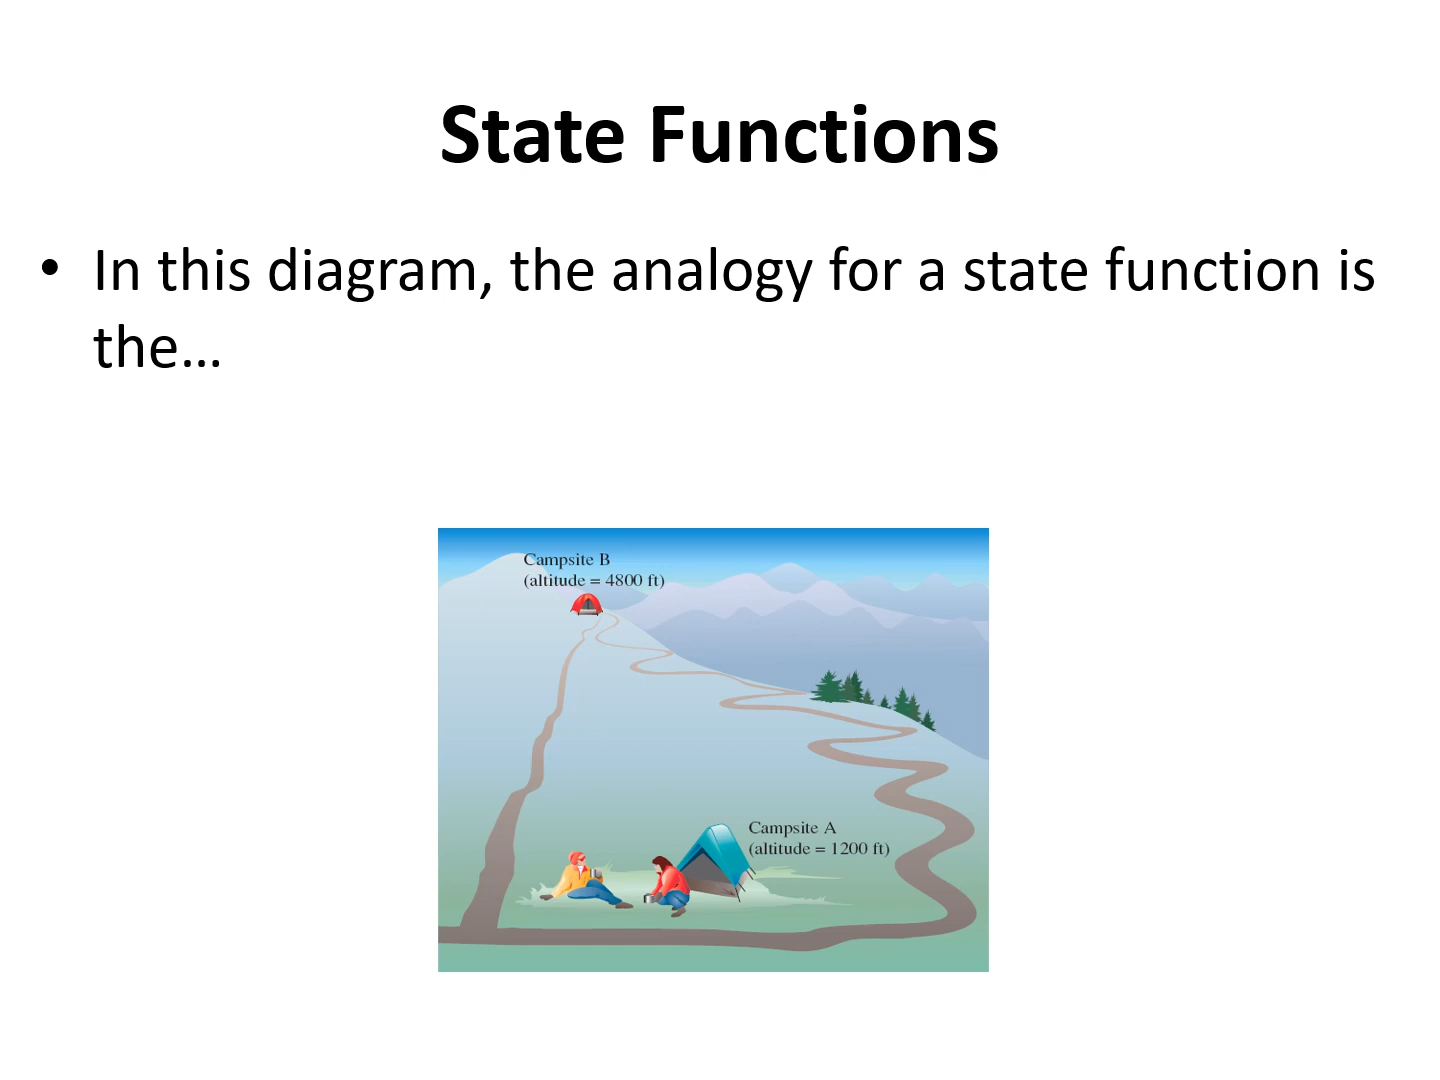 State Functions
• In this diagram, the analogy for a state function is
the…
Campsite B
(altitude = 4800 ft)
Campsite A
(altitude = 1200 ft)